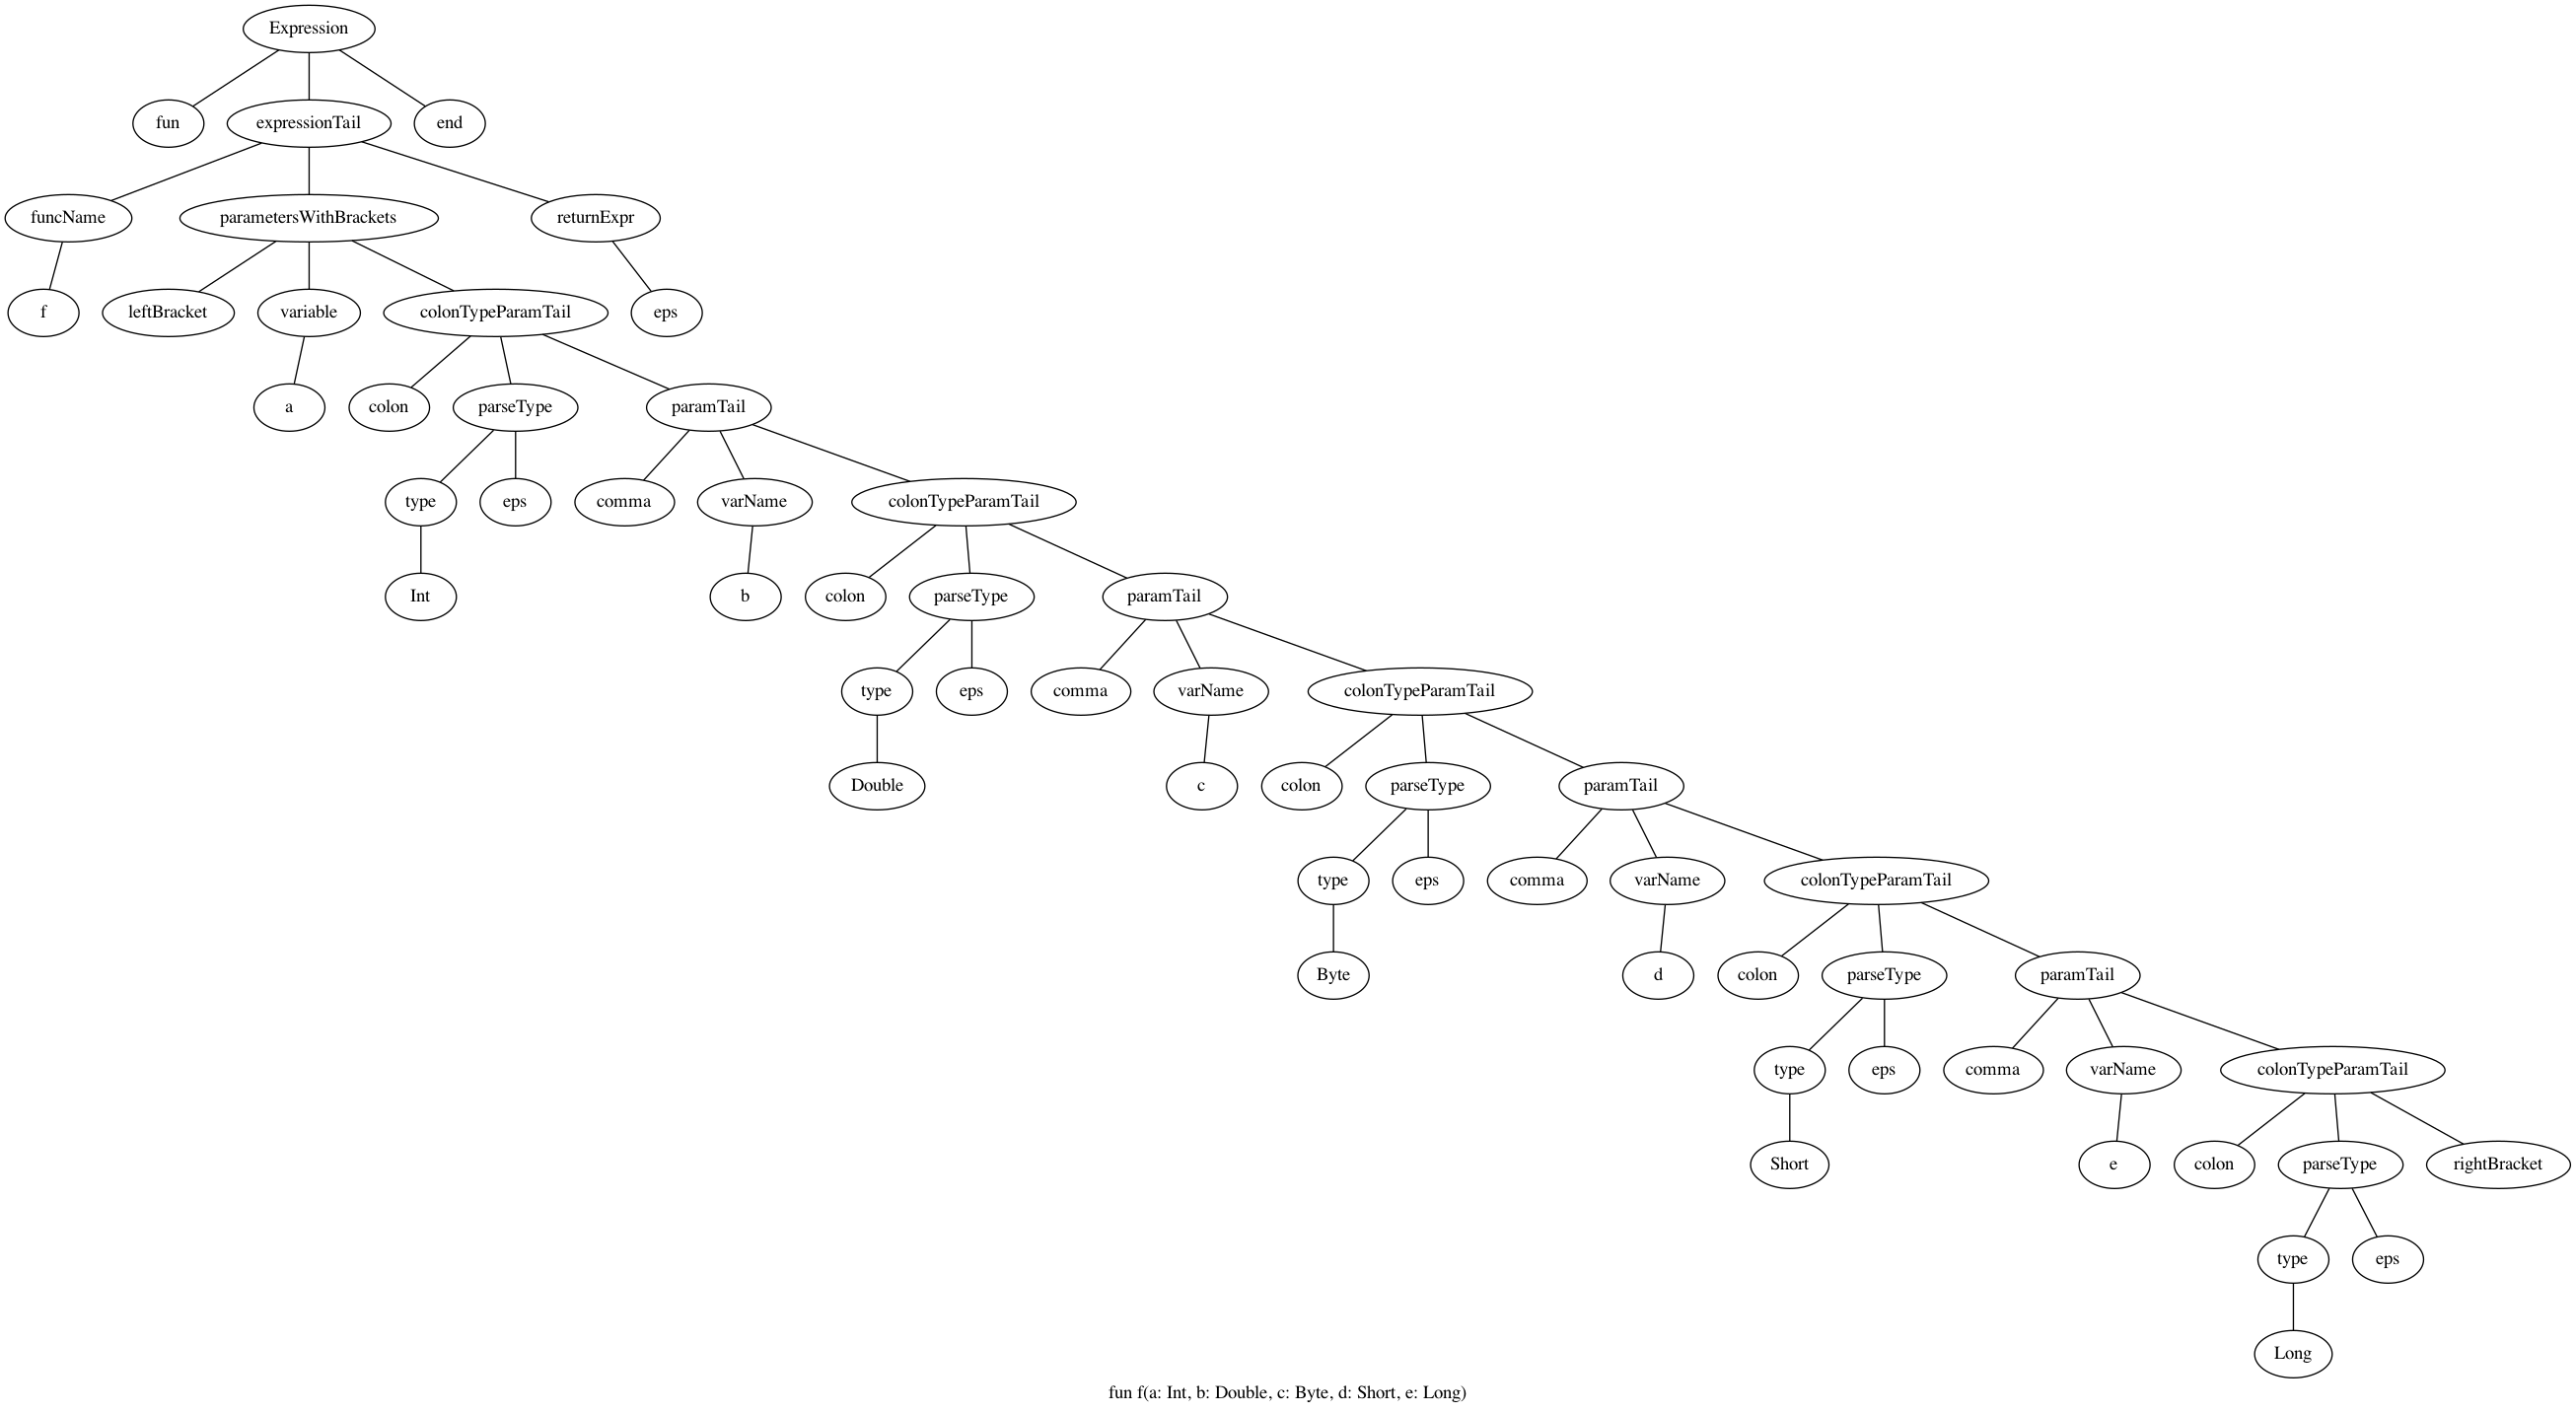 Expression
fun expressionTail end
funcName parametersWithBrackets returnExpr
f leftBracket variable colonTypeParamTail eps
a colon parseType paramTail
type eps comma varName colonTypeParamTail
Int b colon parseType paramTail
type eps comma varName colonTypeParamTail
Double c colon parseType paramTail
type eps comma varName colonTypeParamTail
Byte d colon parseType paramTail
type eps comma varName colonTypeParamTail
Short e colon parseType rightBracket
type eps
Long
fun f(a: Int, b: Double, c: Byte, d: Short, e: Long)